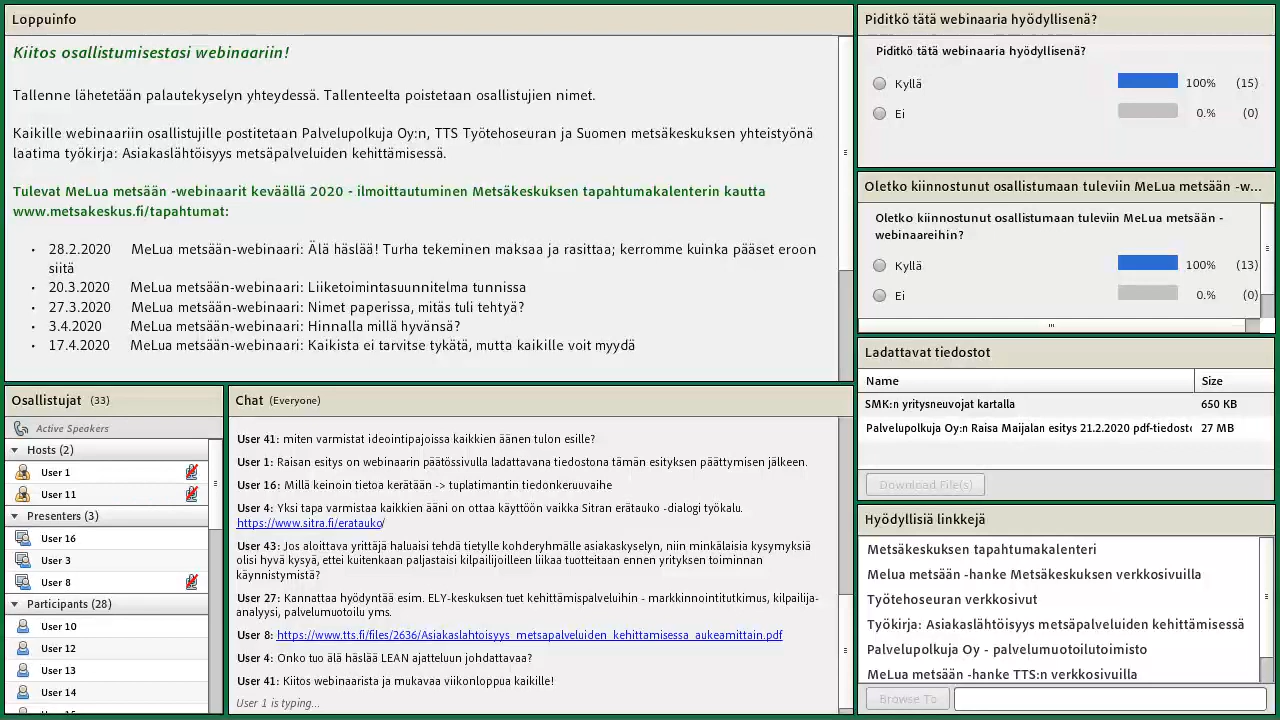 Loppuinfo
Kiitos osallistumisestasi webinaariin!
Tallenne lähetetään palautekyselyn yhteydessä. Tallenteelta poistetaan osallistujien nimet.
Kaikille webinaariin osallistujille postitetaan Palvelupolkuja Oy:n, TTS Työtehoseuran ja Suomen metsäkeskuksen yhteistyönä
laatima työkirja: Asiakaslähtöisyys metsäpalveluiden kehittämisessä.
Tulevat MeLua metsään -webinaarit keväällä 2020 - ilmoittautuminen Metsäkeskuksen tapahtumakalenterin kautta
www.metsakeskus.fi/tapahtumat:
• 28.2.2020 MeLua metsään-webinaari: Älä häslää! Turha tekeminen maksaa ja rasittaa; kerromme kuinka pääset eroon
siitä
• 20.3.2020 MeLua metsään-webinaari: Liiketoimintasuunnitelma tunnissa
• 27.3.2020 MeLua metsään-webinaari: Nimet paperissa, mitäs tuli tehtyä?
• 3.4.2020 MeLua metsään-webinaari: Hinnalla millä hyvänsä?
• 17.4.2020 MeLua metsään-webinaari: Kaikista ei tarvitse tykätä, mutta kaikille voit myydä
Osallistujat (33)
Active Speakers
Hosts (2)
User 1
User 11
Presenters (3)
User 16
User 3
User 8
Participants (28)
User 10
User 12
User 13
User 14
Chat (Everyone)
User 41: miten varmistat ideointipajoissa kaikkien äänen tulon esille?
User 1: Raisan esitys on webinaarin päätössivulla ladattavana tiedostona tämän esityksen päättymisen jälkeen.
User 16: Millä keinoin tietoa kerätään -> tuplatimantin tiedonkeruuvaihe
User 4: Yksi tapa varmistaa kaikkien ääni on ottaa käyttöön vaikka Sitran erätauko -dialogi työkalu.
https://www.sitra.fi/eratauko/
User 43: Jos aloittava yrittäjä haluaisi tehdä tietylle kohderyhmälle asiakaskyselyn, niin minkälaisia kysymyksiä
olisi hyvä kysyä, ettei kuitenkaan paljastaisi kilpailijoilleen liikaa tuotteitaan ennen yrityksen toiminnan
käynnistymistä?
User 27: Kannattaa hyödyntää esim. ELY-keskuksen tuet kehittämispalveluihin - markkinnointitutkimus, kilpailija-
analyysi, palvelumuotoilu yms.
User 8: https://www.tts.fi/files/2636/Asiakaslahtoisyys_metsapalveluiden_kehittamisessa_aukeamittain.pdf
User 4: Onko tuo älä häslää LEAN ajatteluun johdattavaa?
User 41: Kiitos webinaarista ja mukavaa viikonloppua kaikille!
User 1 is typing...
Piditkö tätä webinaaria hyödyllisenä?
Piditkö tätä webinaaria hyödyllisenä?
Kyllä 100% (15)
Ei 0.% (0)
Oletko kiinnostunut osallistumaan tuleviin MeLua metsään -w...
Oletko kiinnostunut osallistumaan tuleviin MeLua metsään -
webinaareihin?
Kyllä 100% (13)
Ei 0.% (0)
Ladattavat tiedostot
Name Size
SMK:n yritysneuvojat kartalla 650 KB
Palvelupolkuja Oy:n Raisa Maijalan esitys 21.2.2020 pdf-tiedosto 27 MB
Download File(s)
Hyödyllisiä linkkejä
Metsäkeskuksen tapahtumakalenteri
Melua metsään -hanke Metsäkeskuksen verkkosivuilla
Työtehoseuran verkkosivut
Työkirja: Asiakaslähtöisyys metsäpalveluiden kehittämisessä
Palvelupolkuja Oy - palvelumuotoilutoimisto
MeLua metsään -hanke TTS:n verkkosivuilla
Browse To